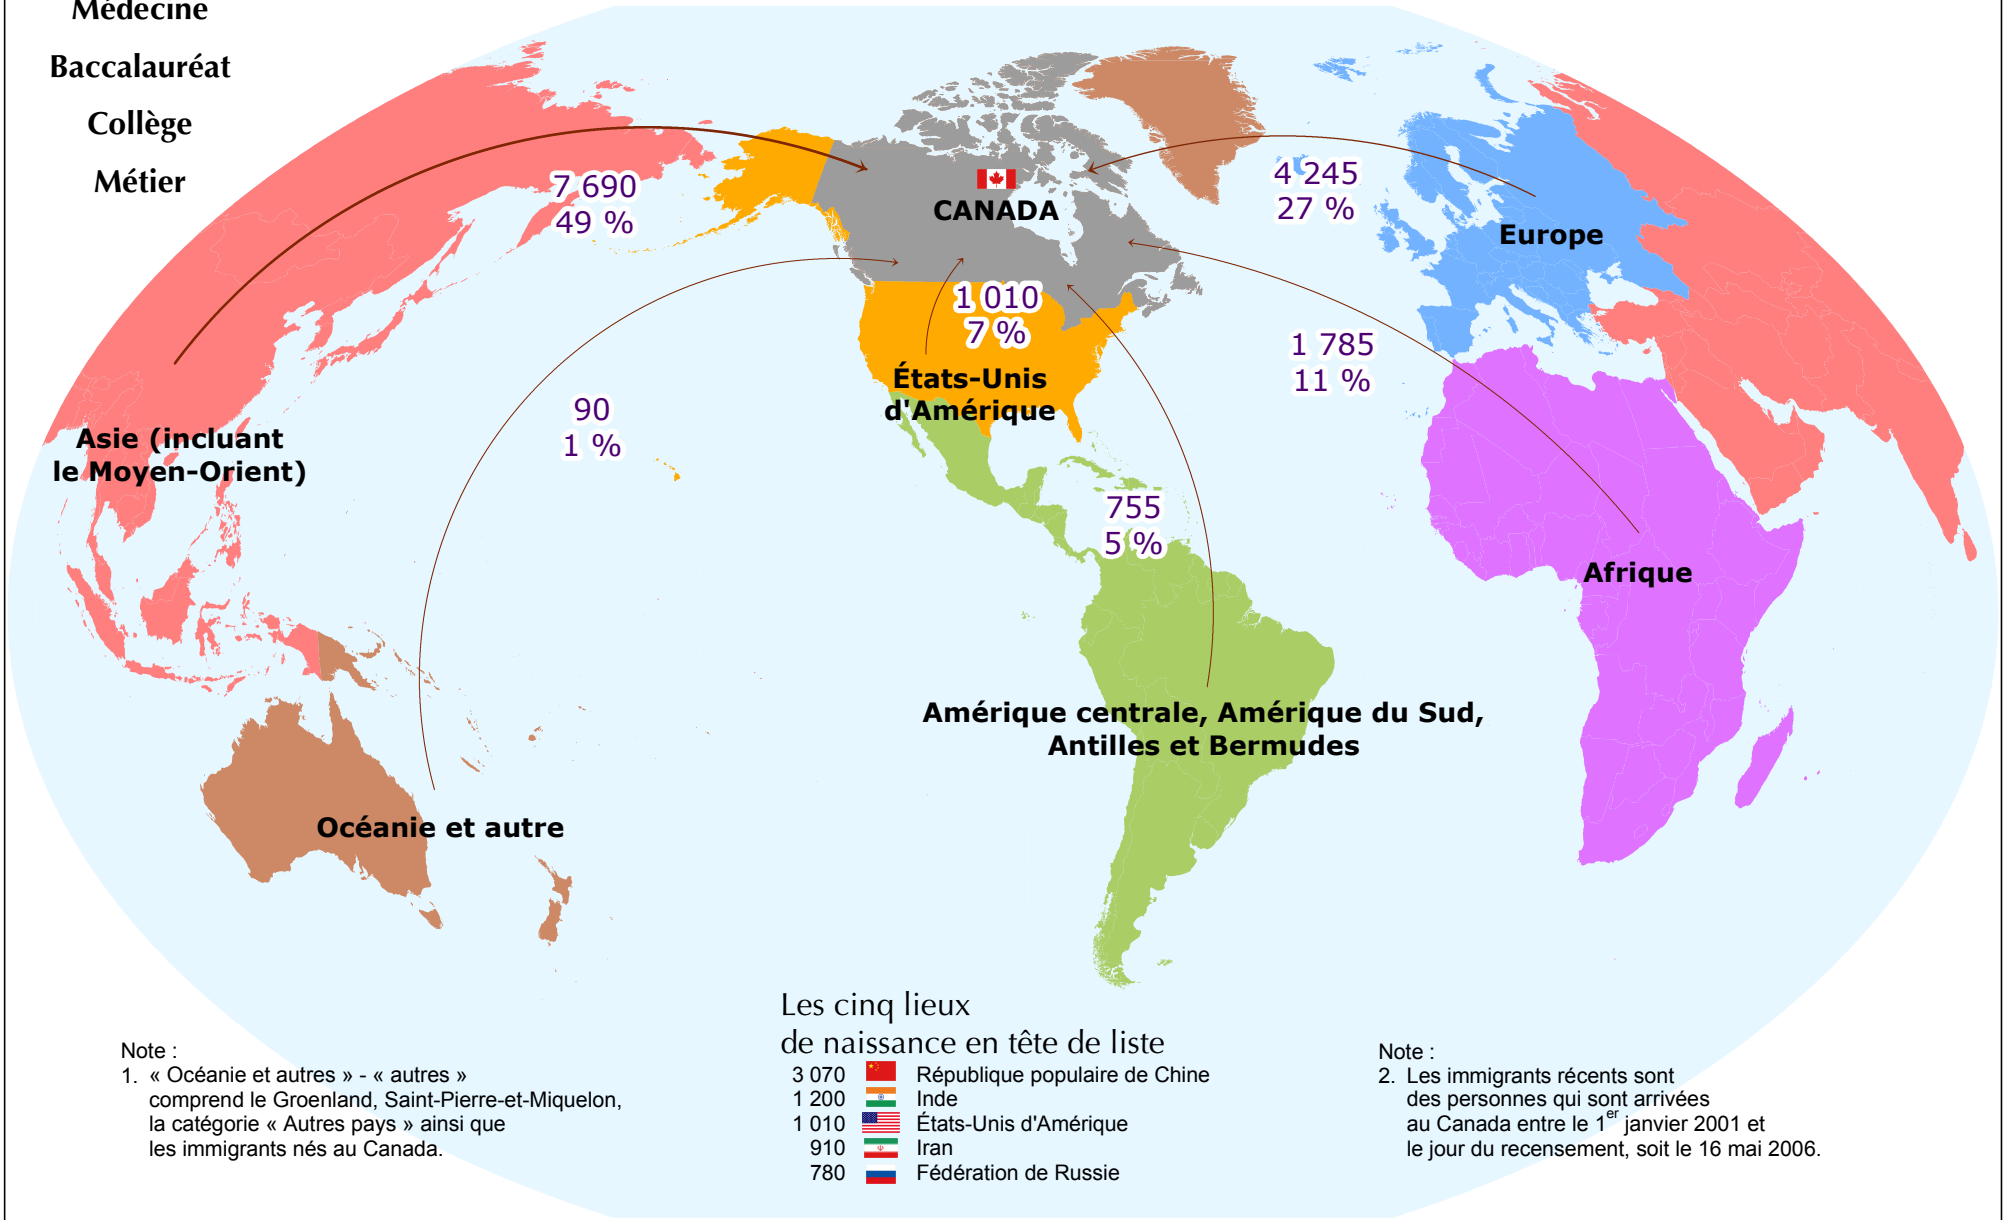 Médecine
Baccalauréat
Collège
Métier
7 690
49 %
CANADA
4 245
27 %
Europe
1 010
7 %
États-Unis
d'Amérique
1 785
11 %
90
1 %
Asie (incluant
le Moyen-Orient)
755
5 %
Afrique
Amérique centrale, Amérique du Sud,
Antilles et Bermudes
Océanie et autre
Note :
1. « Océanie et autres » - « autres »
comprend le Groenland, Saint-Pierre-et-Miquelon,
la catégorie « Autres pays » ainsi que
les immigrants nés au Canada.
Les cinq lieux
de naissance en tête de liste
3 070 République populaire de Chine
1 200 Inde
1 010 États-Unis d'Amérique
910 Iran
780 Fédération de Russie
Note :
2. Les immigrants récents sont
des personnes qui sont arrivées
au Canada entre le 1er janvier 2001 et
le jour du recensement, soit le 16 mai 2006.